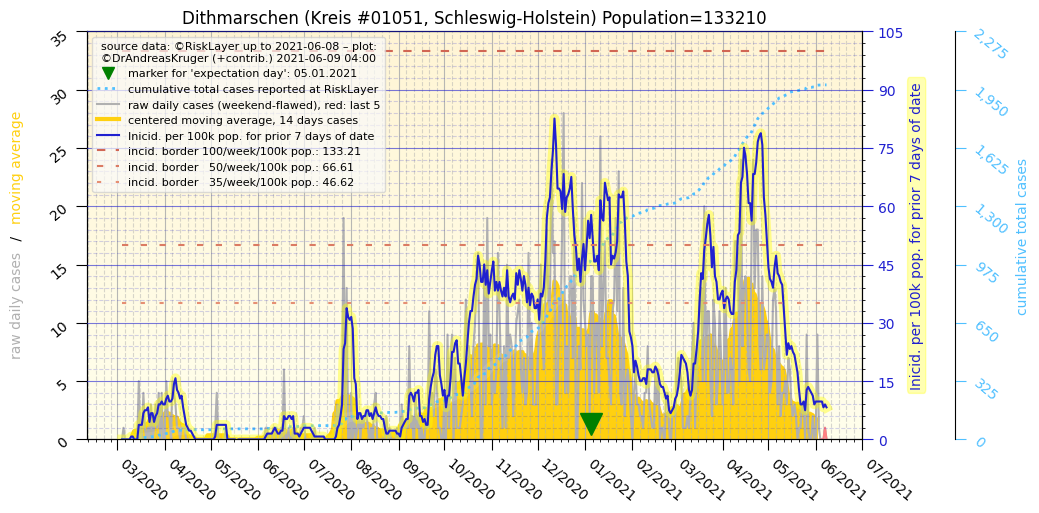 Dithmarschen (Kreis #01051, Schleswig-Holstein) Population=133210
source data: ©RiskLayer up to 2021-06-08 – plot:
©DrAndreasKruger (+contrib.) 2021-06-09 04:00
marker for 'expectation day': 05.01.2021
cumulative total cases reported at RiskLayer
raw daily cases (weekend-flawed), red: last 5
centered moving average, 14 days cases
Inicid. per 100k pop. for prior 7 days of date
incid. border 100/week/100k pop.: 133.21
incid. border 50/week/100k pop.: 66.61
incid. border 35/week/100k pop.: 46.62
raw daily cases / moving average
35
30
25
20
15
10
5
0
03/2020
04/2020
05/2020
06/2020
07/2020
08/2020
09/2020
10/2020
11/2020
12/2020
01/2021
02/2021
03/2021
04/2021
05/2021
06/2021
07/2021
105
90
75
60
45
30
15
0
Inicid. per 100k pop. for prior 7 days of date
2,275
1,950
1,625
1,300
975
650
325
0
cumulative total cases